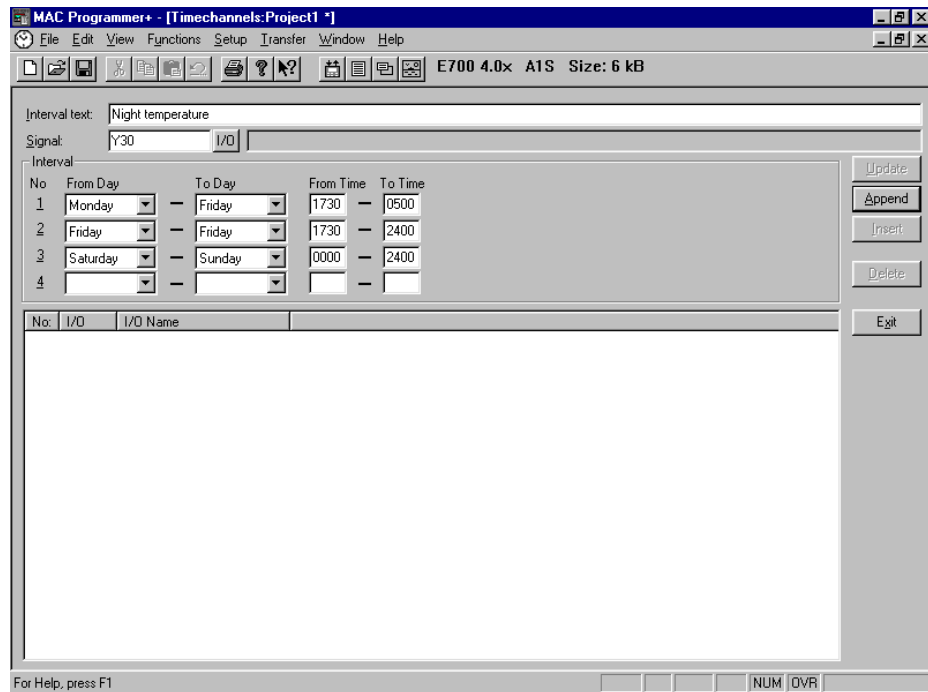 MAC Programmer+ - [Timechannels:Project1 *]
File Edit View Functions Setup Transfer Window Help
E700 4.0x A1S Size: 6 kB
Interval text: Night temperature
Signal: Y30 I/O
Interval
No From Day To Day From Time To Time
1 Monday – Friday 1730 – 0500
2 Friday – Friday 1730 – 2400
3 Saturday – Sunday 0000 – 2400
4 – –
Update
Append
Insert
Delete
Exit
No: I/O I/O Name
For Help, press F1 NUM OVR